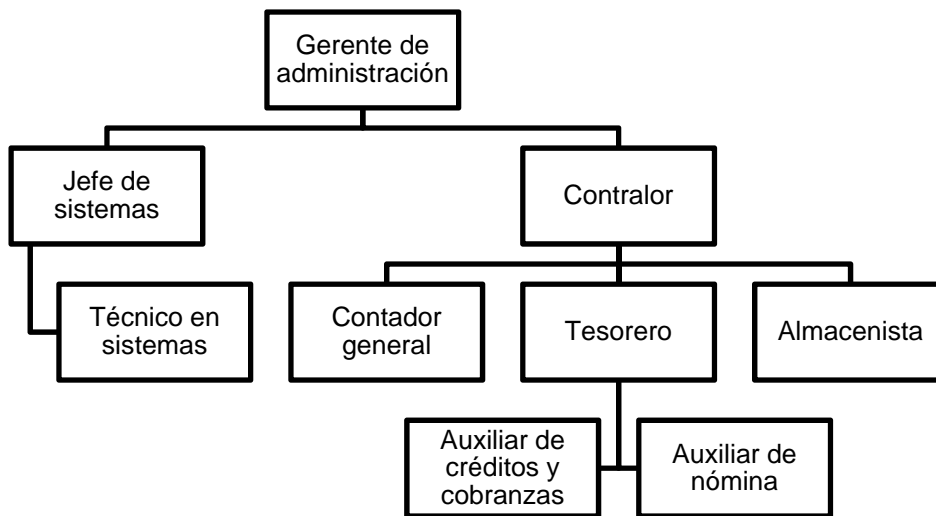 Gerente de
administración
Jefe de
sistemas
Contralor
Técnico en
sistemas
Contador
general
Tesorero
Almacenista
Auxiliar de
créditos y
cobranzas
Auxiliar de
nómina